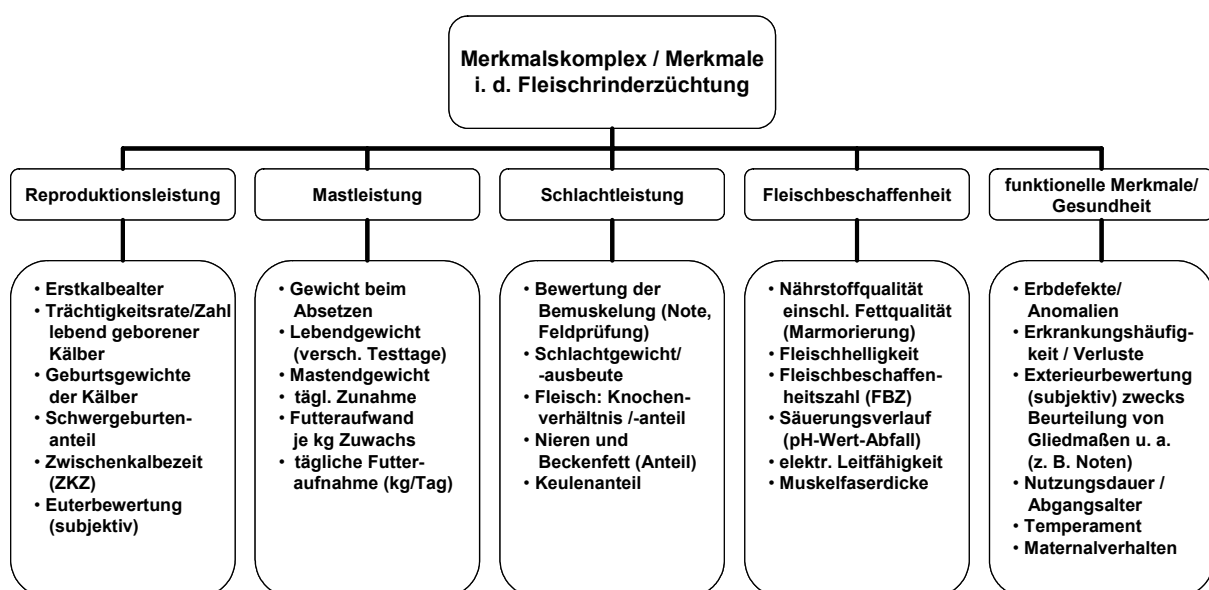 Merkmalskomplex / Merkmale
i. d. Fleischrinderzüchtung
Reproduktionsleistung
Mastleistung
Schlachtleistung
Fleischbeschaffenheit
funktionelle Merkmale/
Gesundheit
• Erstkalbealter
• Trächtigkeitsrate/Zahl
lebend geborener
Kälber
• Geburtsgewichte
der Kälber
• Schwergeburten-
anteil
• Zwischenkalbezeit
(ZKZ)
• Euterbewertung
(subjektiv)
• Gewicht beim
Absetzen
• Lebendgewicht
(versch. Testtage)
• Mastendgewicht
• tägl. Zunahme
• Futteraufwand
je kg Zuwachs
• tägliche Futter-
aufnahme (kg/Tag)
• Bewertung der
Bemuskelung (Note,
Feldprüfung)
• Schlachtgewicht/
-ausbeute
• Fleisch: Knochen-
verhältnis /-anteil
• Nieren und
Beckenfett (Anteil)
• Keulenanteil
• Nährstoffqualität
einschl. Fettqualität
(Marmorierung)
• Fleischhelligkeit
• Fleischbeschaffen-
heitszahl (FBZ)
• Säuerungsverlauf
(pH-Wert-Abfall)
• elektr. Leitfähigkeit
• Muskelfaserdicke
• Erbdefekte/
Anomalien
• Erkrankungshäufig-
keit / Verluste
• Exterieurbewertung
(subjektiv) zwecks
Beurteilung von
Gliedmaßen u. a.
(z. B. Noten)
• Nutzungsdauer /
Abgangsalter
• Temperament
• Maternalverhalten